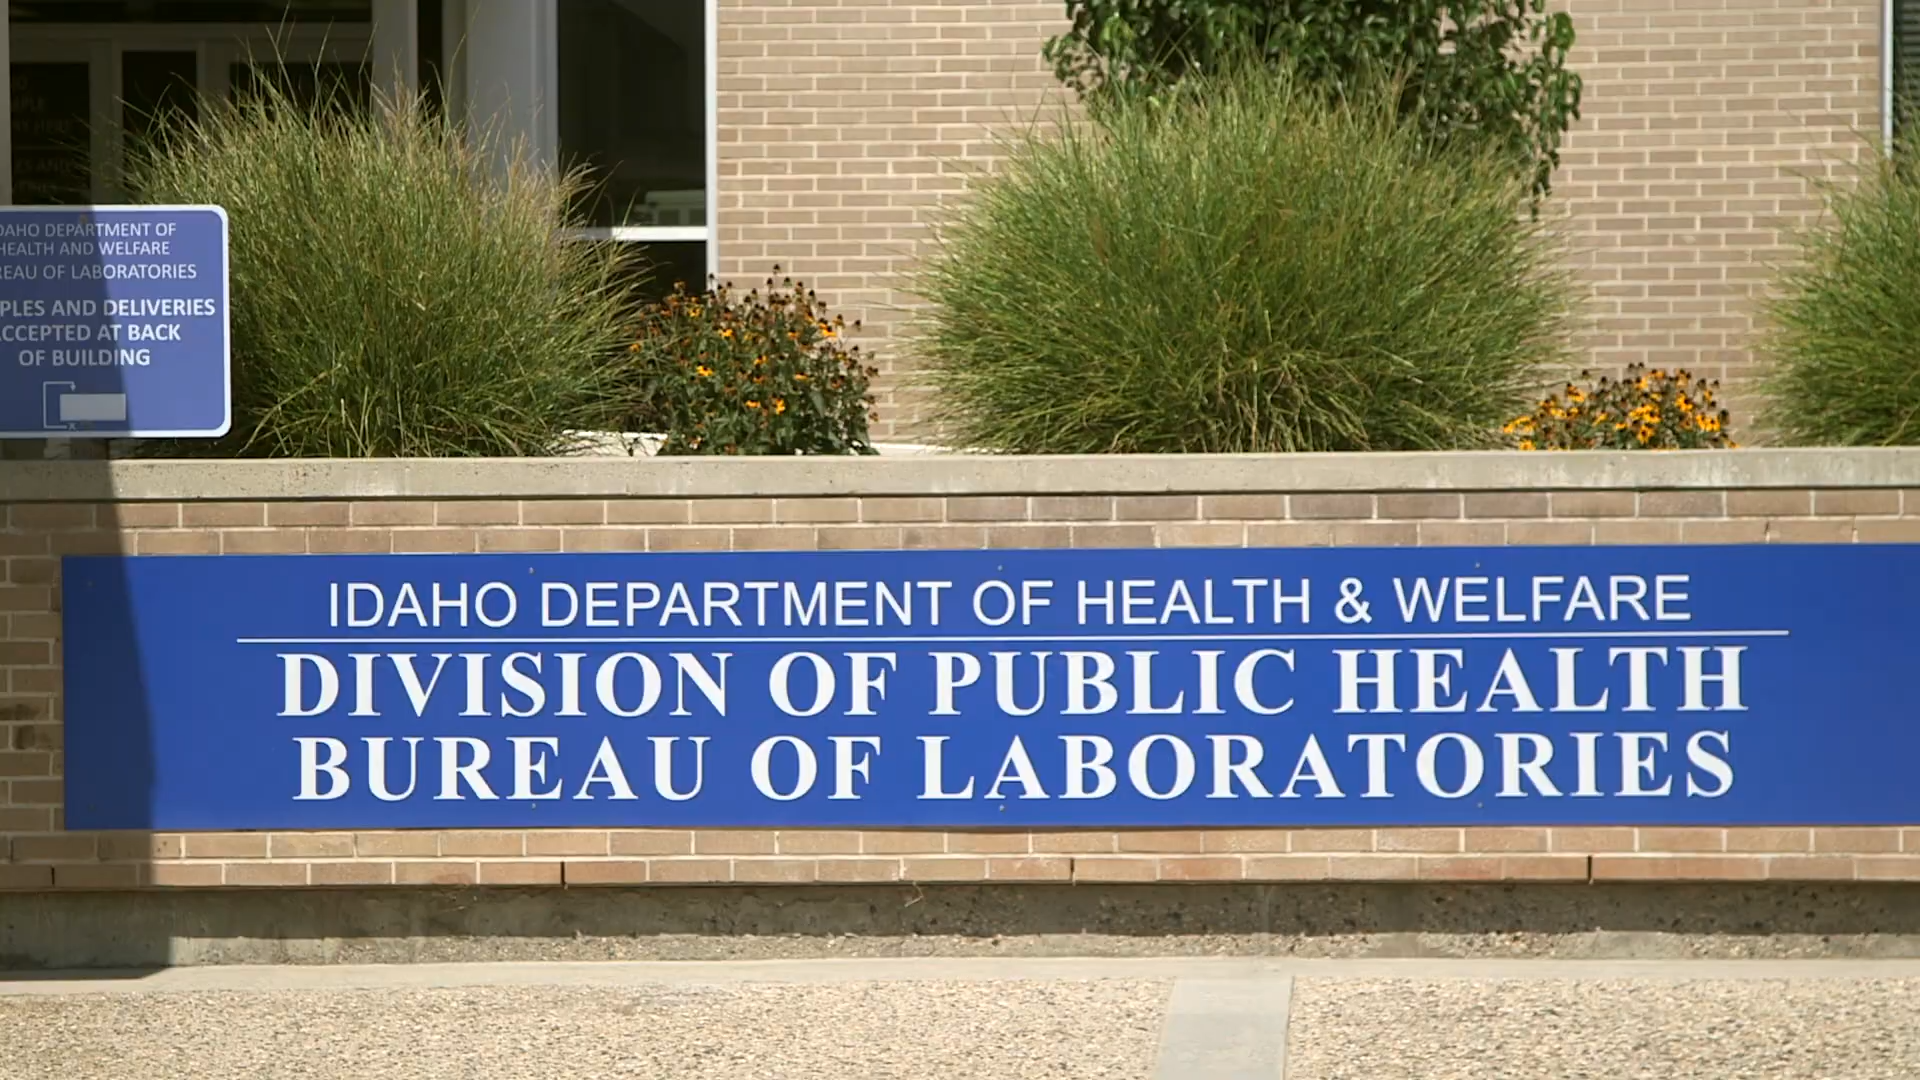 DAHO DEPARTMENT OF
HEALTH AND WELFARE
REAU OF LABORATORIES
PLES AND DELIVERIES
CCEPTED AT BACK
OF BUILDING
IDAHO DEPARTMENT OF HEALTH & WELFARE
DIVISION OF PUBLIC HEALTH
BUREAU OF LABORATORIES